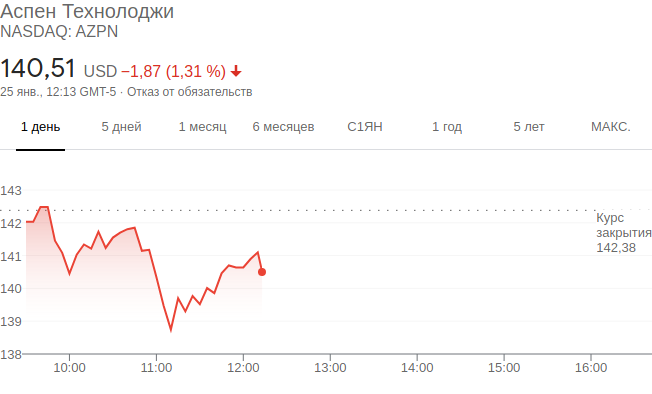 Аспен Технолоджи
NASDAQ: AZPN
140,51 USD −1,87 (1,31 %)
25 янв., 12:13 GMT-5 · Отказ от обязательств
1 день 5 дней 1 месяц 6 месяцев С1ЯН 1 год 5 лет МАКС.
143
142
141
140
139
138
Курс
закрытия
142,38
10:00 11:00 12:00 13:00 14:00 15:00 16:00